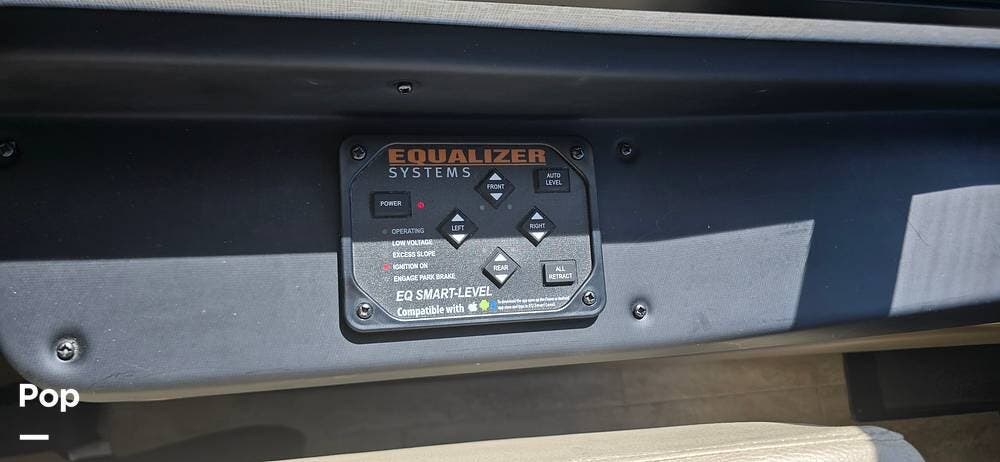 EQUALIZER
SYSTEMS
FRONT
AUTO
LEVEL
POWER
LEFT
RIGHT
OPERATING
LOW VOLTAGE
EXCESS SLOPE
IGNITION ON
ENGAGE PARK BRAKE
REAR
ALL
RETRACT
EQ SMART-LEVEL
Compatible with
Pop